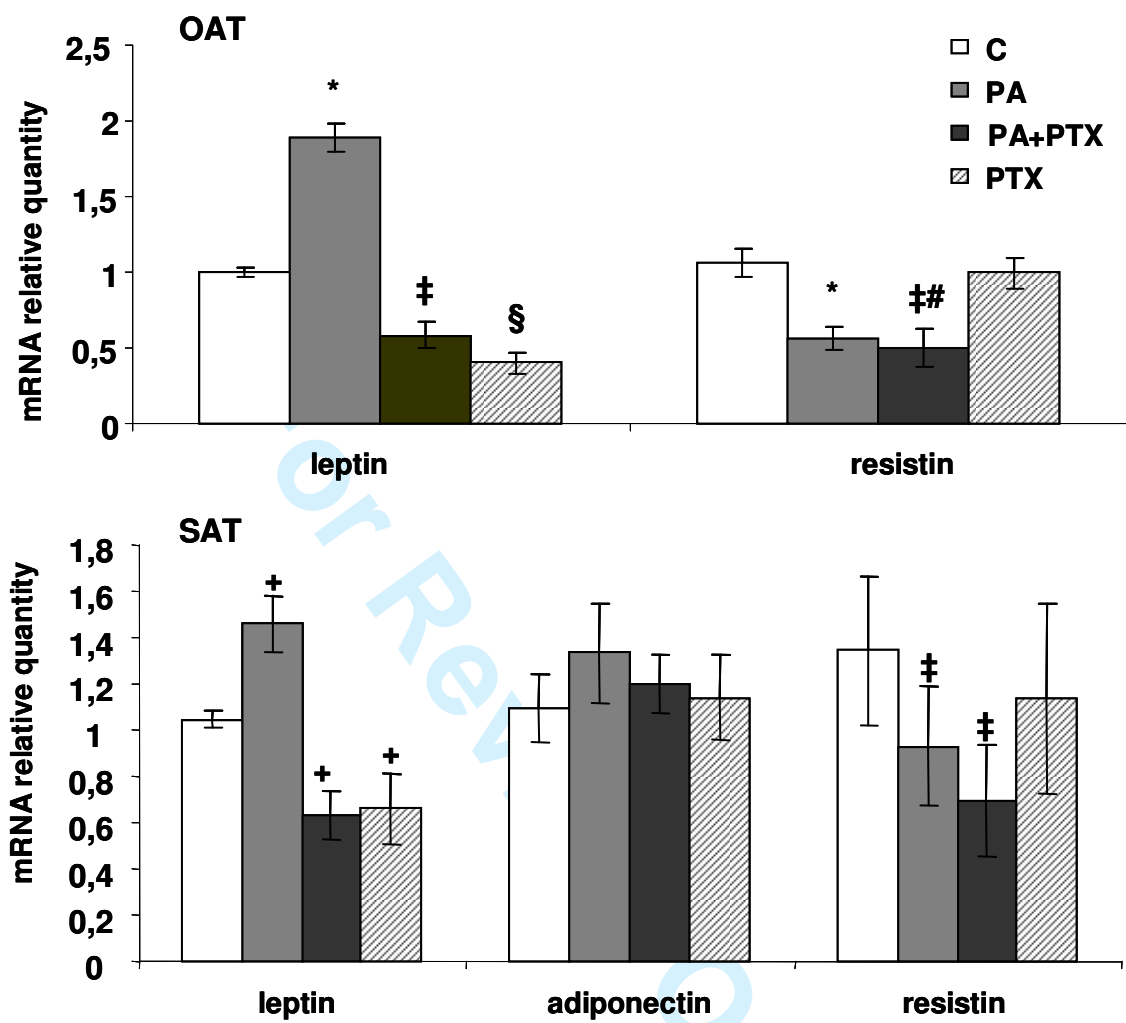 OAT
mRNA relative quantity
2,5
2
1,5
1
0,5
0
*
‡
§
*
‡#
C
PA
PA+PTX
PTX
leptin resistin
SAT
mRNA relative quantity
1,8
1,6
1,4
1,2
1
0,8
0,6
0,4
0,2
0
+
+
+
‡
‡
leptin adiponectin resistin
or Rev